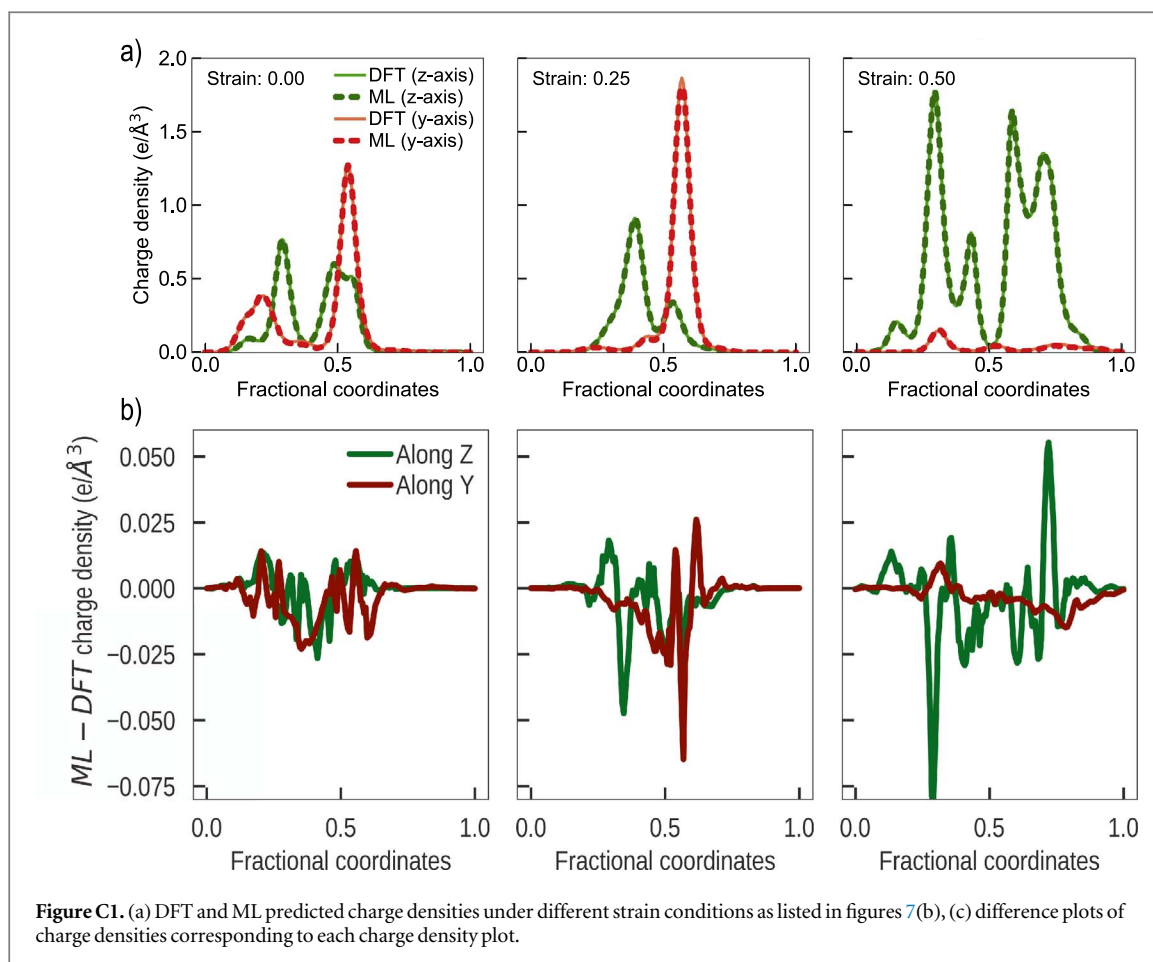 a)
Charge density (e/Å³)
2.0
1.5
1.0
0.5
0.0
Strain: 0.00
DFT (z-axis)
ML (z-axis)
DFT (y-axis)
ML (y-axis)
0.0 0.5 1.0
Fractional coordinates
Strain: 0.25
0.0 0.5 1.0
Fractional coordinates
Strain: 0.50
0.0 0.5 1.0
Fractional coordinates
b)
ML − DFT charge density (e/Å³)
0.050
0.025
0.000
−0.025
−0.050
−0.075
Along Z
Along Y
0.0 0.5 1.0
Fractional coordinates
0.0 0.5 1.0
Fractional coordinates
0.0 0.5 1.0
Fractional coordinates
Figure C1. (a) DFT and ML predicted charge densities under different strain conditions as listed in figures 7(b), (c) difference plots of
charge densities corresponding to each charge density plot.